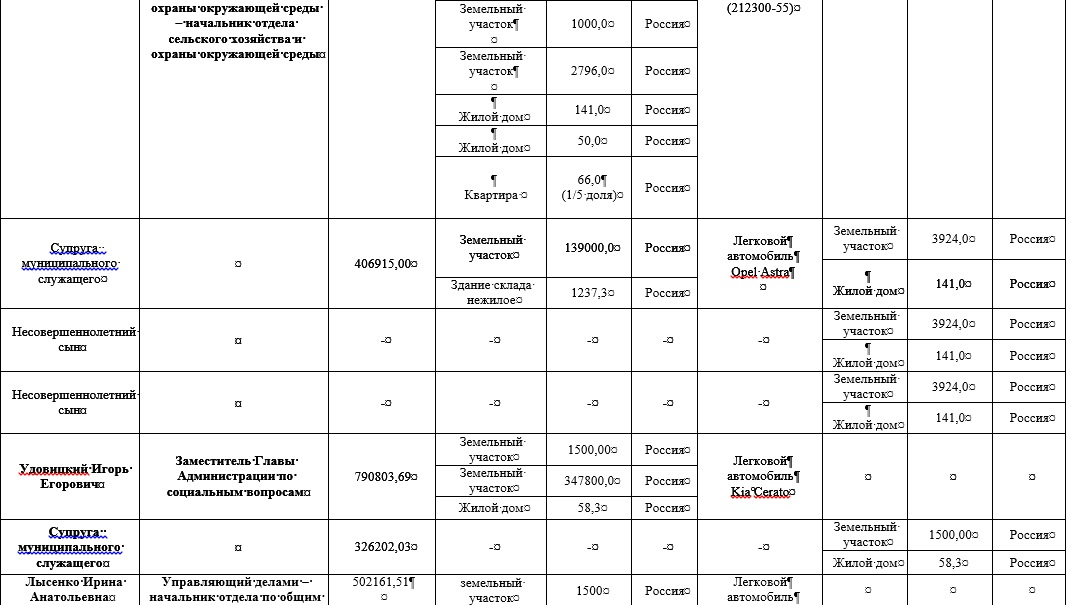 охраны окружающей среды
– начальник отдела
сельского хозяйства и
охраны окружающей среды¤
Земельный
участок¶
¤
1000,0¤
Россия¤
(212300-55)¤
Земельный
участок¶
¤
2796,0¤
Россия¤
¶
Жилой дом¤
141,0¤
Россия¤
¶
Жилой дом¤
50,0¤
Россия¤
¶
Квартира ¤
66,0¶
(1/5 доля)¤
Россия¤
Супруга
муниципального
служащего¤
¤
406915,00¤
Земельный
участок¤
139000,0¤
Россия¤
Здание склада
нежилое¤
1237,3¤
Россия¤
Легковой¶
автомобиль¶
Opel Astra¶
¤
Земельный
участок¤
3924,0¤
Россия¤
¶
Жилой дом¤
141,0¤
Россия¤
Несовершеннолетний
сын¤
¤
-¤
-¤
-¤
-¤
-¤
Земельный
участок¤
3924,0¤
Россия¤
¶
Жилой дом¤
141,0¤
Россия¤
Несовершеннолетний
сын¤
¤
-¤
-¤
-¤
-¤
-¤
Земельный
участок¤
3924,0¤
Россия¤
¶
Жилой дом¤
141,0¤
Россия¤
Удовицкий Игорь
Егорович¤
Заместитель Главы
Администрации по
социальным вопросам¤
790803,69¤
Земельный
участок¤
1500,00¤
Россия¤
Земельный
участок¤
347800,0¤
Россия¤
Жилой дом¤
58,3¤
Россия¤
Легковой¶
автомобиль¶
Kia Cerato¤
¤
¤
¤
Супруга
муниципального
служащего¤
¤
326202,03¤
-¤
-¤
-¤
-¤
Земельный
участок¤
1500,00¤
Россия¤
Жилой дом¤
58,3¤
Россия¤
Лысенко Ирина
Анатольевна¤
Управляющий делами –
начальник отдела по общим
502161,51¶
¤
земельный
участок¤
1500¤
Россия¤
Легковой¶
автомобиль¶
¤
¤
¤